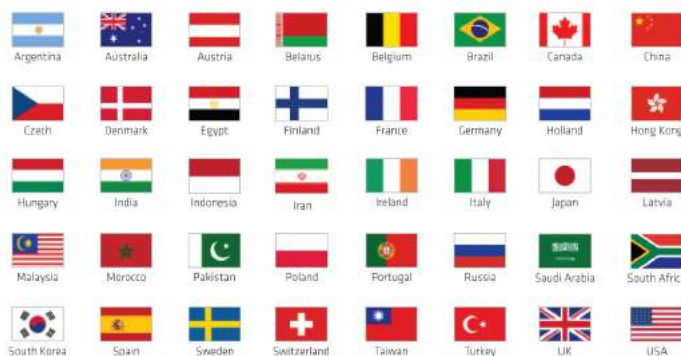 Argentina Australia Austria Belarus Belgium Brazil Canada China
Czech Denmark Egypt Finland France Germany Holland Hong Kong
Hungary India Indonesia Iran Ireland Italy Japan Latvia
Malaysia Morocco Pakistan Poland Portugal Russia Saudi Arabia South Afric
South Korea Spain Sweden Switzerland Taiwan Turkey UK USA